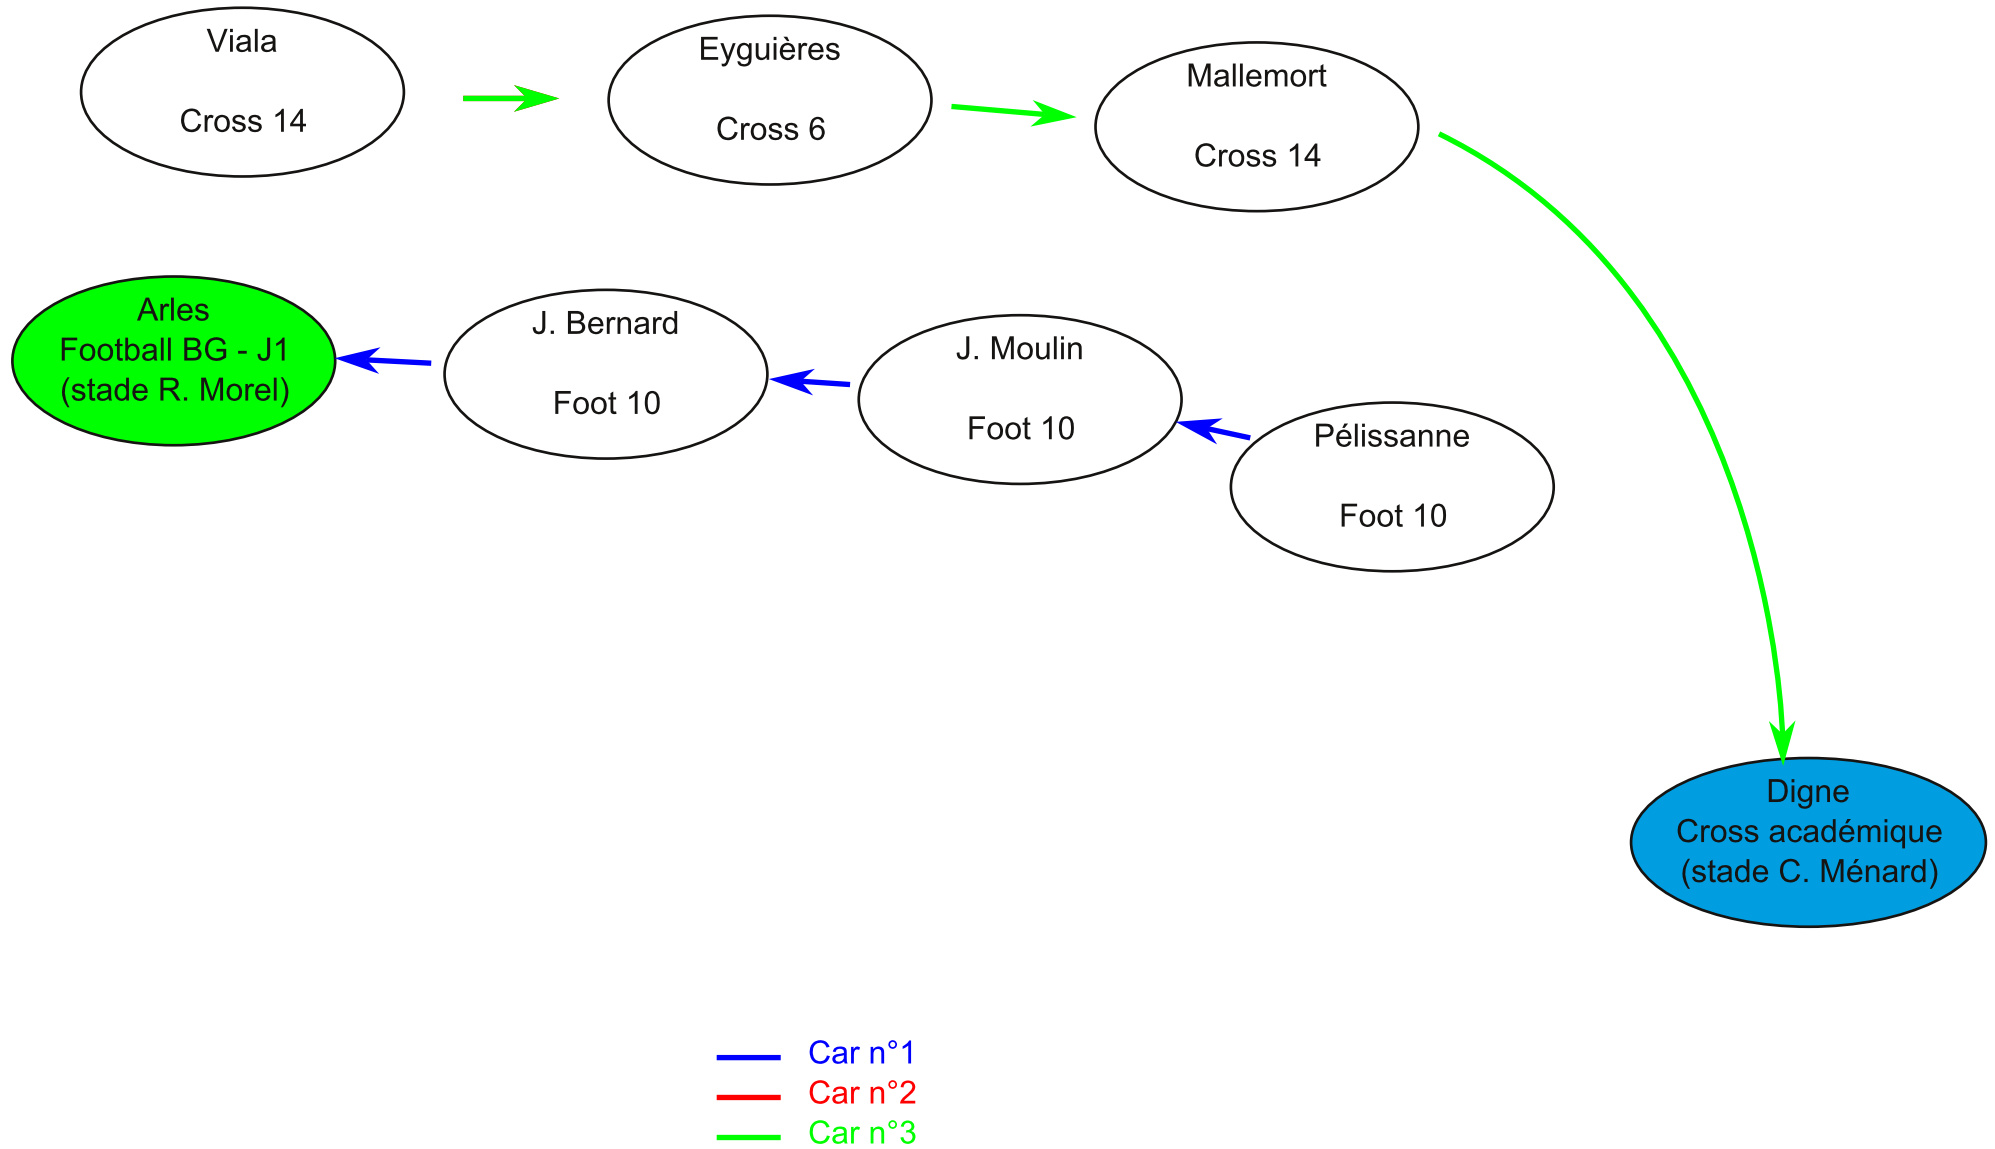 Viala
Cross 14
Eyguières
Cross 6
Mallemort
Cross 14
Arles
Football BG - J1
(stade R. Morel)
J. Bernard
Foot 10
J. Moulin
Foot 10
Pélissanne
Foot 10
Digne
Cross académique
(stade C. Ménard)
Car n°1
Car n°2
Car n°3